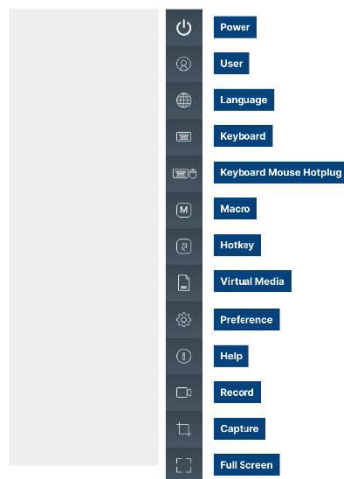 Power
User
Language
Keyboard
Keyboard Mouse Hotplug
M
Macro
Hotkey
Virtual Media
Preference
Help
Record
Capture
Full Screen